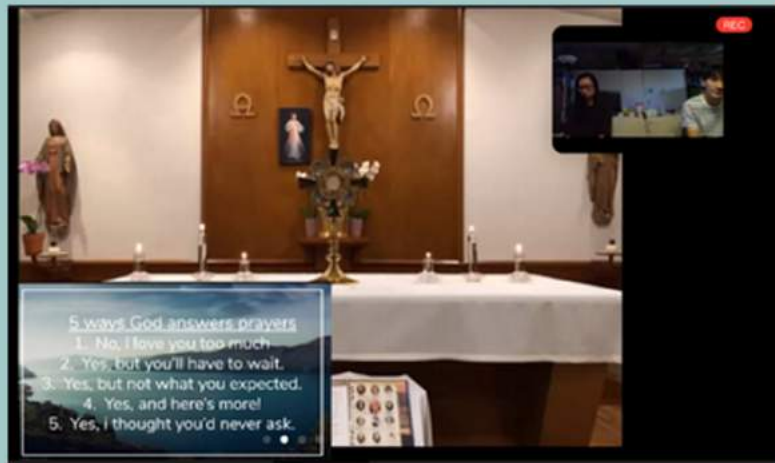 REC
5 ways God answers prayers
1. No, i love you too much
2. Yes, but you'll have to wait.
3. Yes, but not what you expected.
4. Yes, and here's more!
5. Yes, i thought you'd never ask.